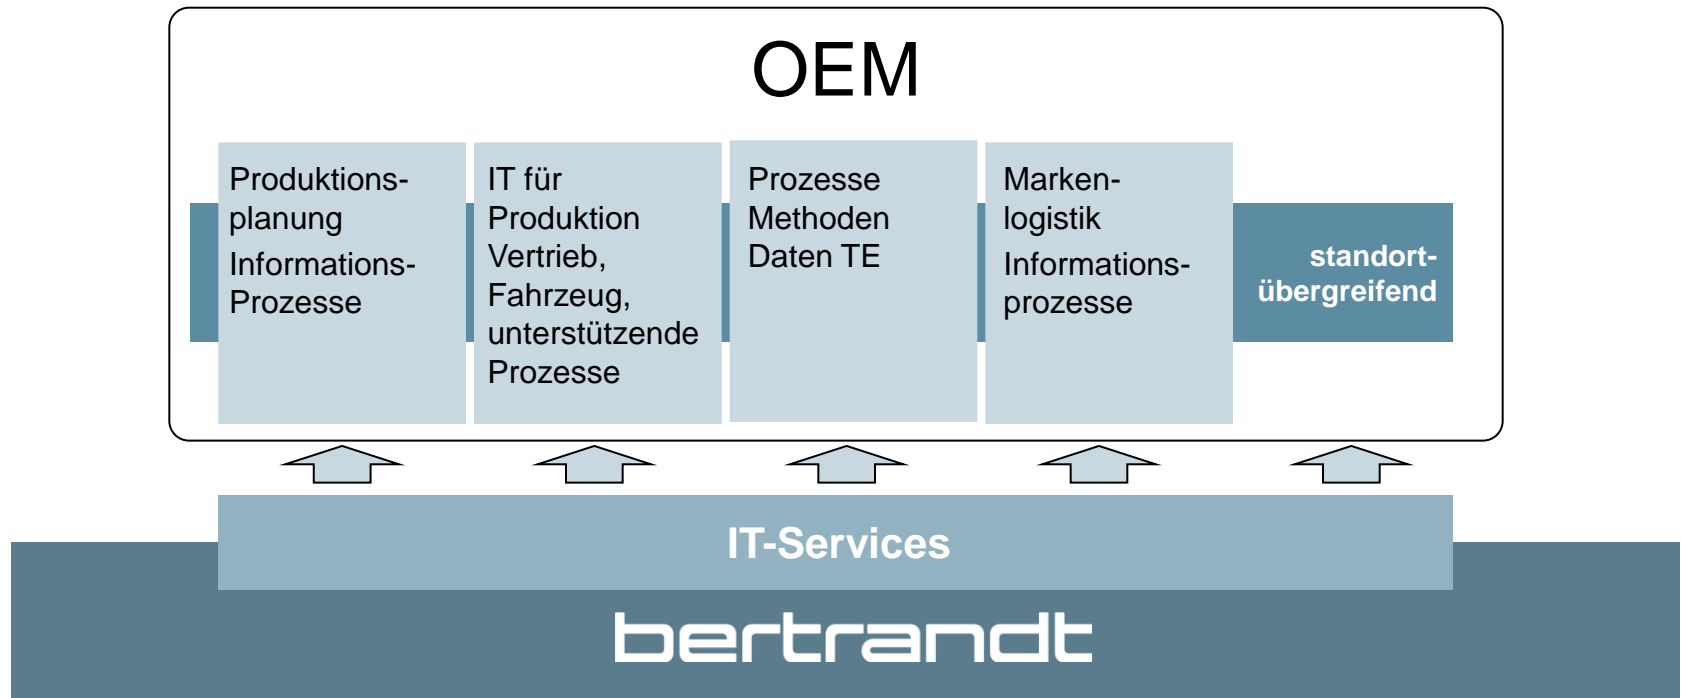 OEM
Produktions-
planung
Informations-
Prozesse
IT für
Produktion
Vertrieb,
Fahrzeug,
unterstützende
Prozesse
Prozesse
Methoden
Daten TE
Marken-
logistik
Informations-
prozesse
standort-
übergreifend
IT-Services
bertrandt